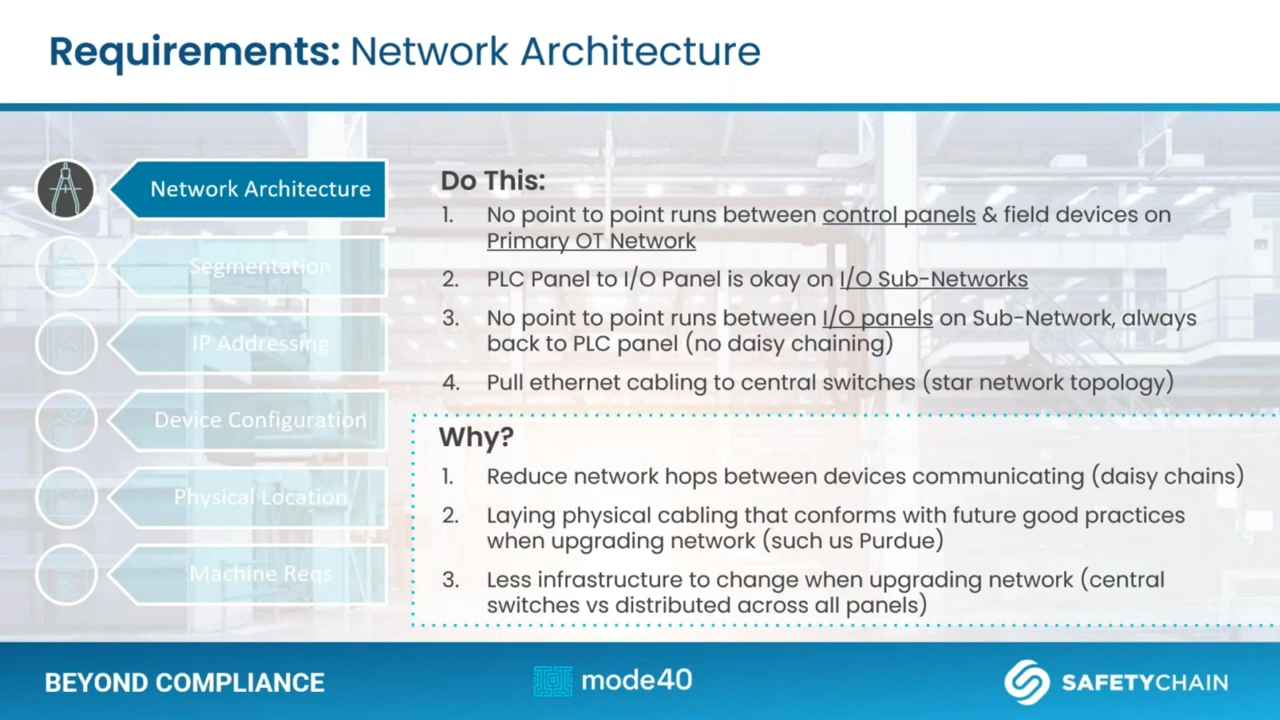 Requirements: Network Architecture
Network Architecture
Segmentation
IP Addressing
Device Configuration
Physical Location
Machine Reqs
Do This:
1. No point to point runs between control panels & field devices on
Primary OT Network
2. PLC Panel to I/O Panel is okay on I/O Sub-Networks
3. No point to point runs between I/O panels on Sub-Network, always
back to PLC panel (no daisy chaining)
4. Pull ethernet cabling to central switches (star network topology)
Why?
1. Reduce network hops between devices communicating (daisy chains)
2. Laying physical cabling that conforms with future good practices
when upgrading network (such us Purdue)
3. Less infrastructure to change when upgrading network (central
switches vs distributed across all panels)
BEYOND COMPLIANCE
mode40
SAFETYCHAIN